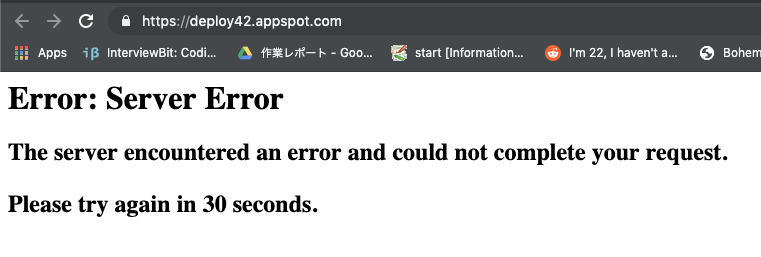 https://deploy42.appspot.com
Apps iβ InterviewBit: Codi... 作業レポート - Goo... start [Information... I'm 22, I haven't a... Bohem
Error: Server Error
The server encountered an error and could not complete your request.
Please try again in 30 seconds.